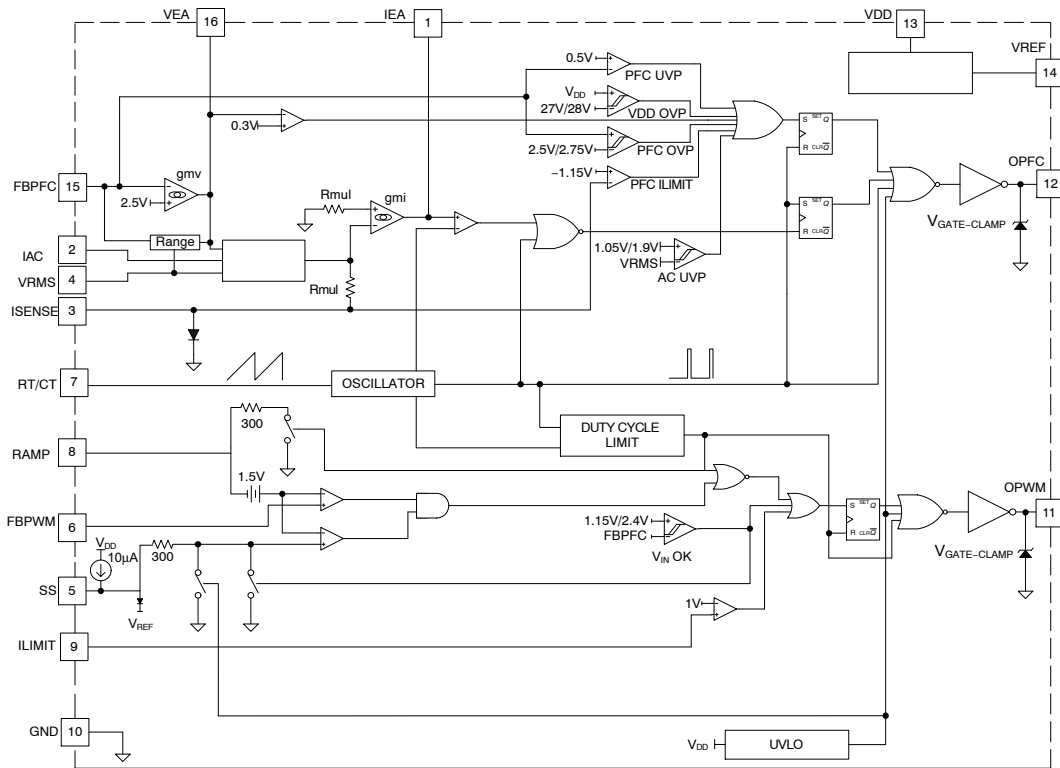 VEA
16
IEA
1
VDD
13
VREF
14
0.5V
PFC UVP
VDD
27V/28V
VDD OVP
0.3V
2.5V/2.75V
PFC OVP
S SET Q
R CLR Q
-1.15V
PFC ILIMIT
FBPFC
15
gmv
2.5V
Rmul
gmi
S SET Q
R CLR Q
OPFC
12
VGATE-CLAMP
Range
IAC
2
VRMS
4
1.05V/1.9V
VRMS
AC UVP
Rmul
ISENSE
3
RT/CT
7
OSCILLATOR
300
DUTY CYCLE
LIMIT
RAMP
8
1.5V
FBPWM
6
1.15V/2.4V
FBPFC
VIN OK
S SET Q
R CLR Q
OPWM
11
VGATE-CLAMP
VDD
10μA
300
SS
5
VREF
1V
ILIMIT
9
GND
10
VDD
UVLO